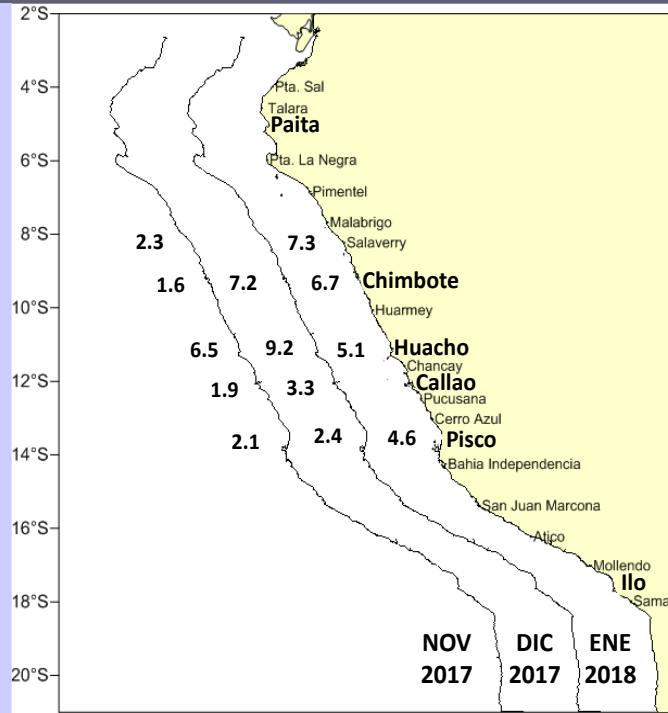 2°S
4°S
Pta. Sal
Talara
Paita
6°S
Pta. La Negra
Pimentel
Malabrigo
8°S
2.3
7.3
Salaverry
1.6
7.2
6.7
Chimbote
10°S
Huarmey
6.5
9.2
5.1
Huacho
Chancay
12°S
1.9
3.3
Callao
Pucusana
Cerro Azul
2.1
2.4
4.6
Pisco
14°S
Bahia Independencia
San Juan Marcona
16°S
Atico
Mollendo
Ilo
18°S
Sama
NOV
2017
DIC
2017
ENE
2018
20°S